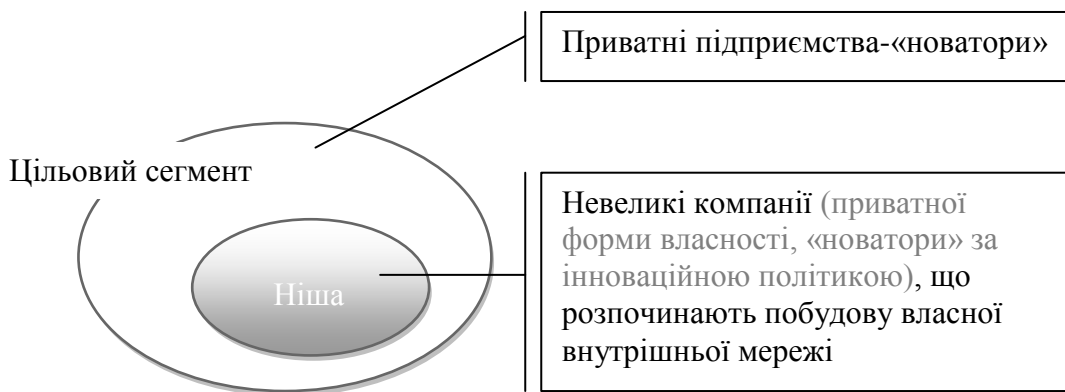 Приватні підприємства-«новатори»
Цільовий сегмент
Невеликі компанії (приватної
форми власності, «новатори» за
інноваційною політикою), що
розпочинають побудову власної
внутрішньої мережі
Ніша